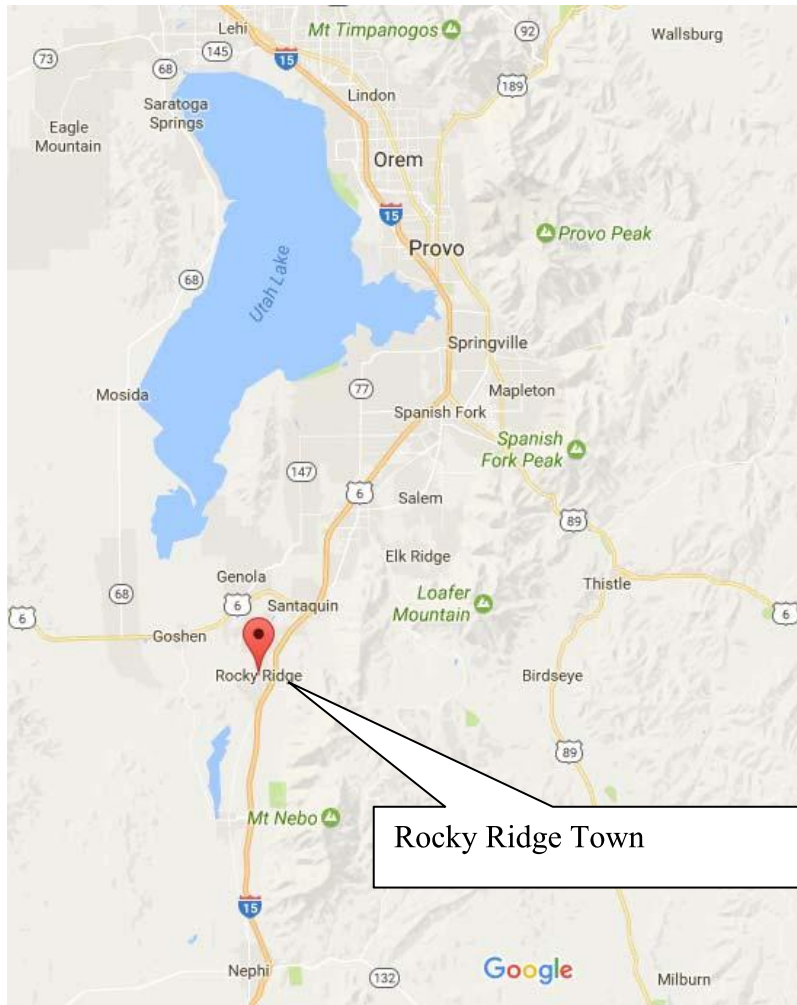 Lehi
Mt Timpanogos
92
Wallsburg
73
145
15
68
189
Lindon
Saratoga
Springs
Eagle
Mountain
Orem
15
Provo Peak
Provo
68
Utah Lake
Springville
77
Mosida
Mapleton
Spanish Fork
Spanish
Fork Peak
147
6
Salem
89
Elk Ridge
Genola
Thistle
68
6
Santaquin
Loafer
Mountain
6
6
Goshen
Rocky Ridge
Birdseye
89
Mt Nebo
Rocky Ridge Town
15
Nephi
132
Google
Milburn